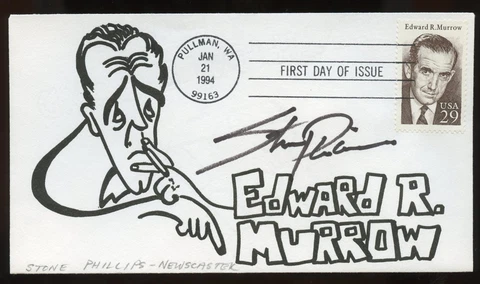 Edward R. Murrow
USA
29
PULLMAN, WA
JAN
21
1994
99163
FIRST DAY OF ISSUE
EDWARD R.
MURROW
STONE PHILLIPS - NEWSCASTER